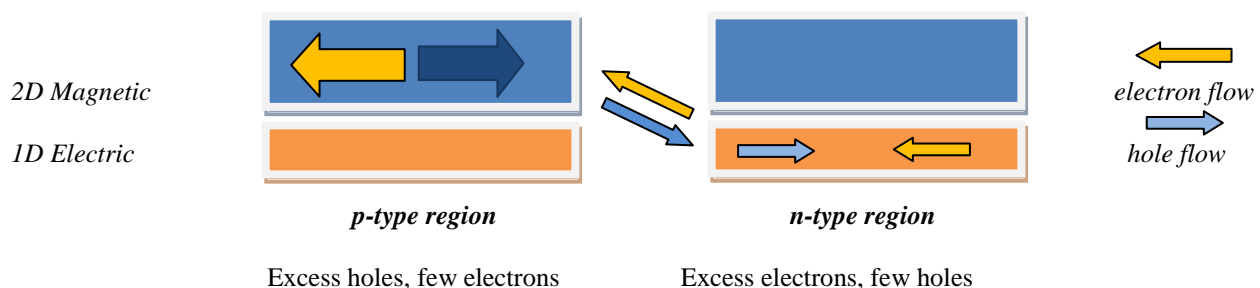 2D Magnetic
electron flow
1D Electric
hole flow
p-type region
n-type region
Excess holes, few electrons
Excess electrons, few holes